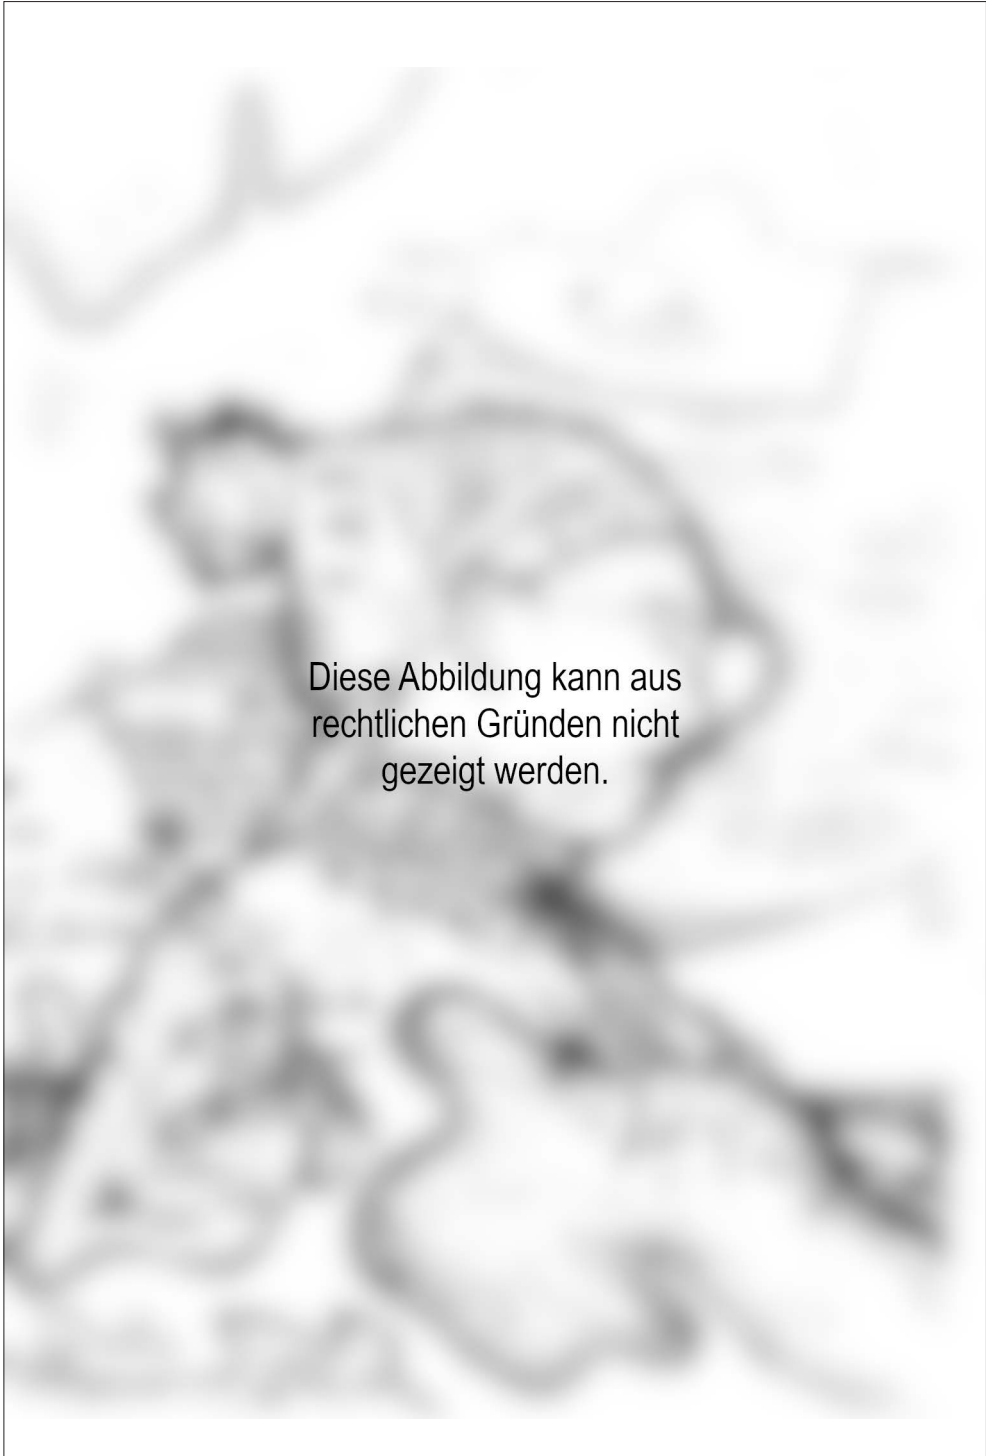 Diese Abbildung kann aus
rechtlichen Gründen nicht
gezeigt werden.